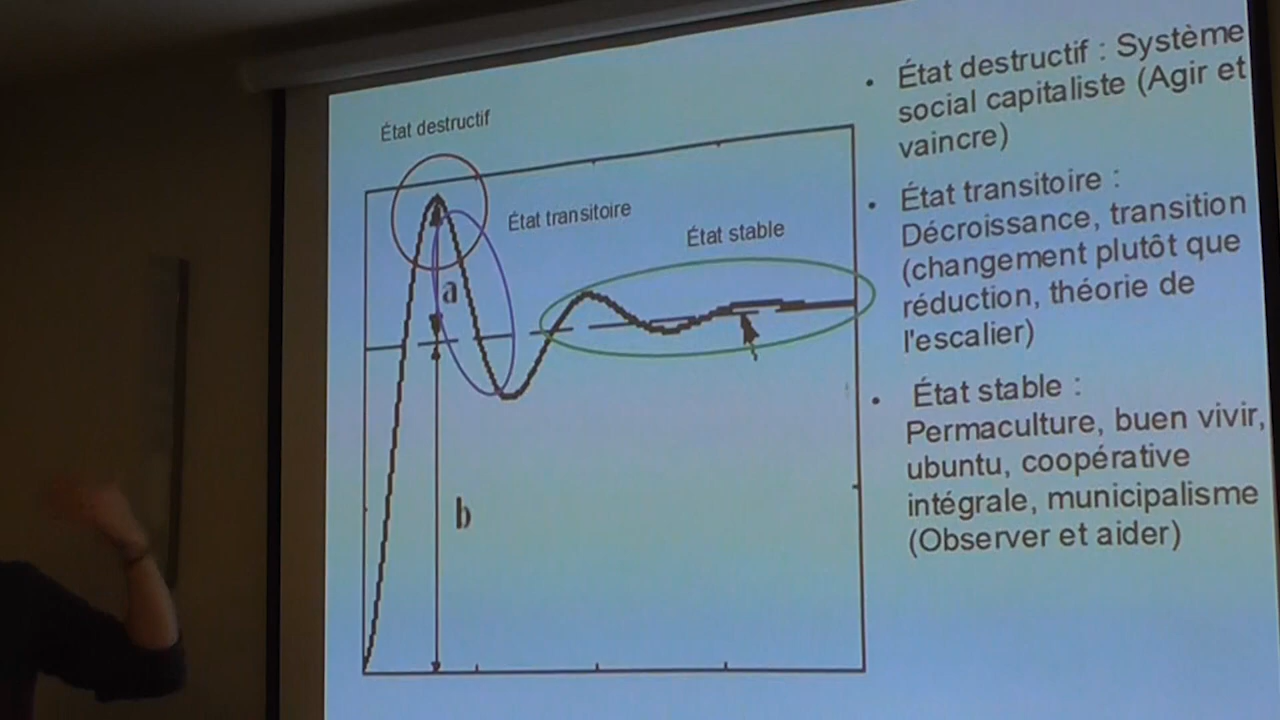 État destructif
État transitoire
État stable
a
b
• État destructif : Système
social capitaliste (Agir et
vaincre)
• État transitoire :
Décroissance, transition
(changement plutôt que
réduction, théorie de
l'escalier)
• État stable :
Permaculture, buen vivir,
ubuntu, coopérative
intégrale, municipalisme
(Observer et aider)